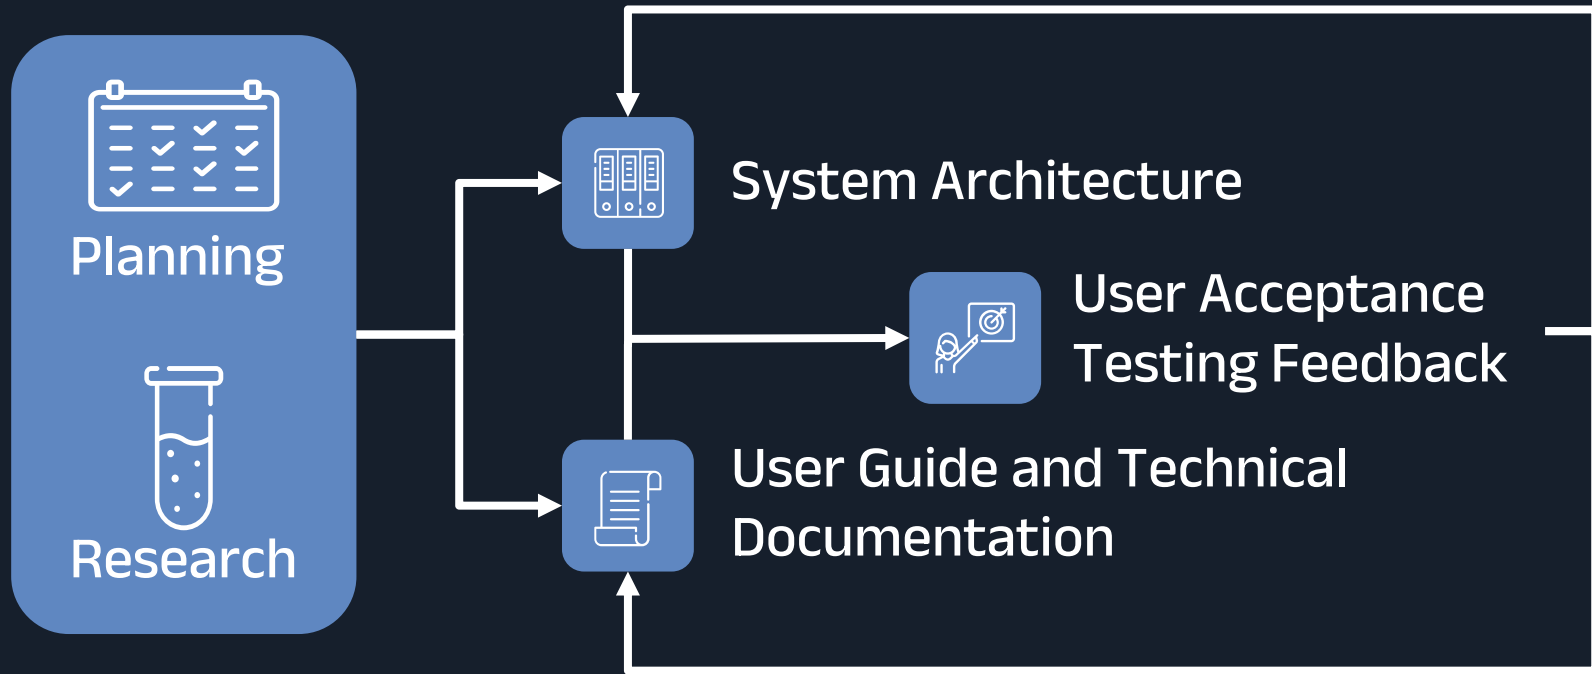 Planning
Research
System Architecture
User Acceptance
Testing Feedback
User Guide and Technical
Documentation